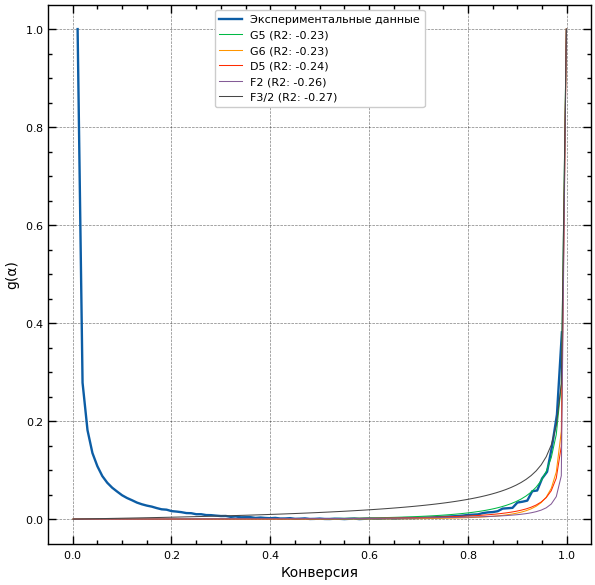 Экспериментальные данные
G5 (R2: -0.23)
G6 (R2: -0.23)
D5 (R2: -0.24)
F2 (R2: -0.26)
F3/2 (R2: -0.27)
g(α)
1.0
0.8
0.6
0.4
0.2
0.0
0.0 0.2 0.4 0.6 0.8 1.0
Конверсия